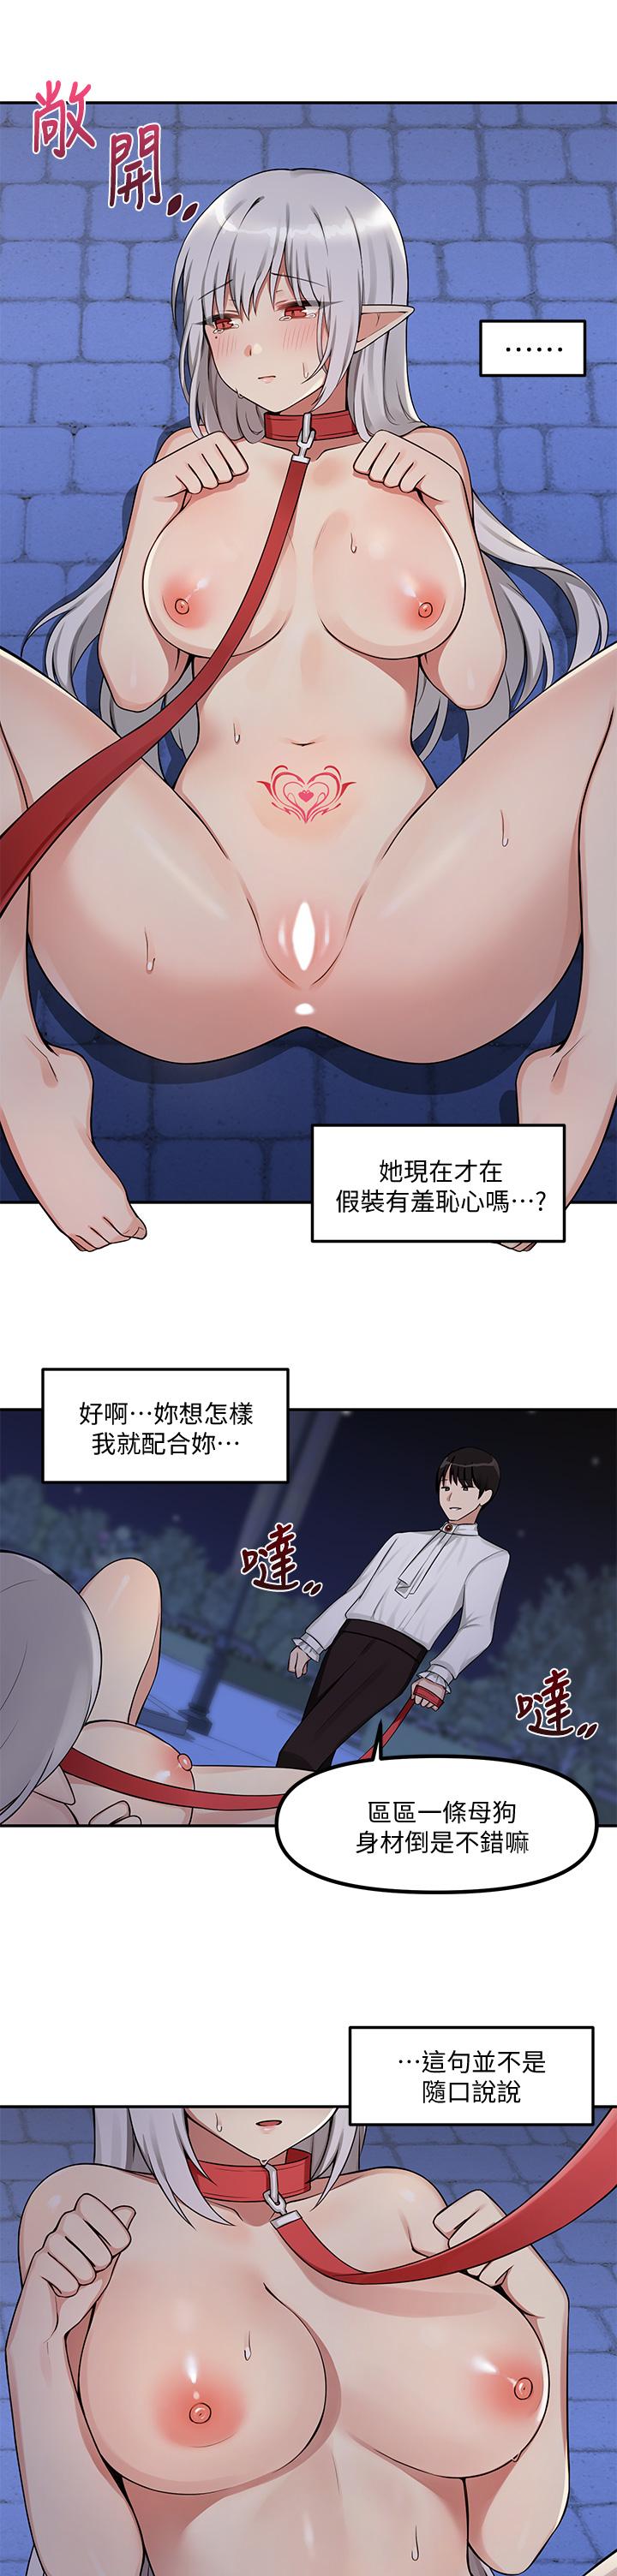 敞開..
……
她現在才在
假裝有羞恥心嗎…?
好啊…妳想怎樣
我就配合妳…
噠..
噠..
區區一條母狗
身材倒是不錯嘛
…這句並不是
隨口說說